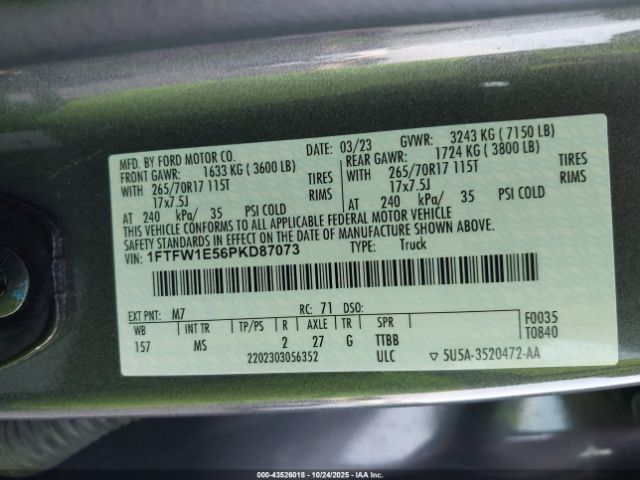 MFD. BY FORD MOTOR CO. DATE: 03/23 GVWR: 3243 KG ( 7150 LB)
FRONT GAWR: 1633 KG ( 3600 LB) REAR GAWR: 1724 KG ( 3800 LB)
WITH 265/70R17 115T TIRES WITH 265/70R17 115T TIRES
17x7.5J RIMS 17x7.5J RIMS
AT 240 kPa/ 35 PSI COLD AT 240 kPa/ 35 PSI COLD
THIS VEHICLE CONFORMS TO ALL APPLICABLE FEDERAL MOTOR VEHICLE
SAFETY STANDARDS IN EFFECT ON THE DATE OF MANUFACTURE SHOWN ABOVE.
VIN: 1FTFW1E56PKD87073 TYPE: Truck
EXT PNT: M7 RC: 71 DSO:
WB INT TR TP/PS R AXLE TR SPR F0035
157 MS 2 27 G TTBB T0840
2202303056352 ULC ▽ 5U5A-3520472-AA
000-43526018 - 10/24/2025 - IAA Inc.